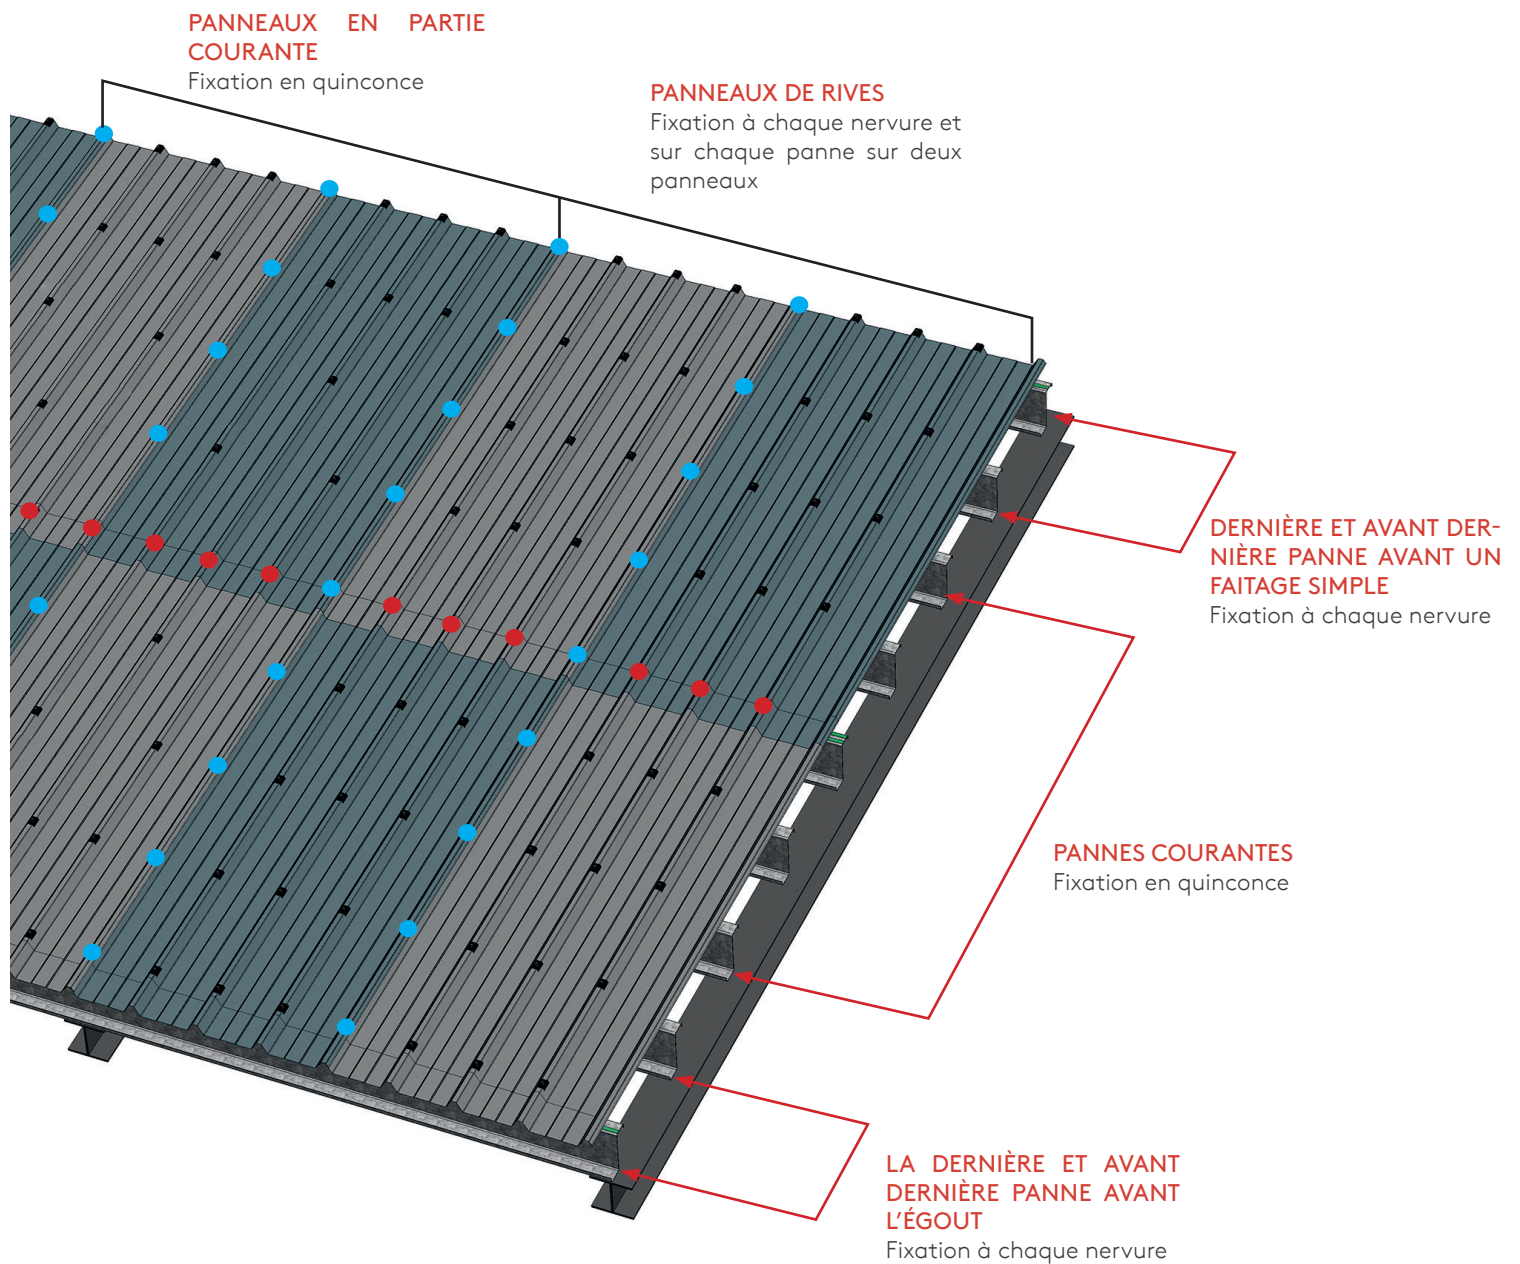 PANNEAUX EN PARTIE
COURANTE
Fixation en quinconce
PANNEAUX DE RIVES
Fixation à chaque nervure et
sur chaque panne sur deux
panneaux
DERNIÈRE ET AVANT DER-
NIÈRE PANNE AVANT UN
FAITAGE SIMPLE
Fixation à chaque nervure
PANNES COURANTES
Fixation en quinconce
LA DERNIÈRE ET AVANT
DERNIÈRE PANNE AVANT
L’ÉGOUT
Fixation à chaque nervure